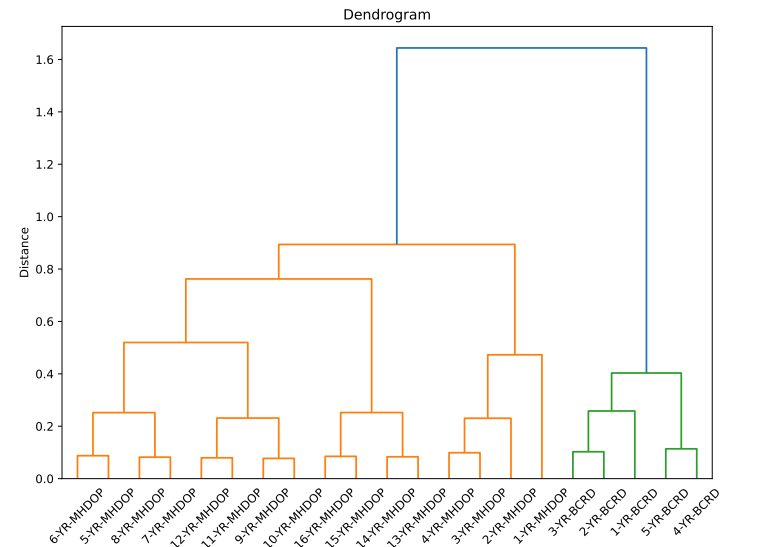 Dendrogram
Distance
1.6
1.4
1.2
1.0
0.8
0.6
0.4
0.2
0.0
6-YR-MHDOP
5-YR-MHDOP
8-YR-MHDOP
7-YR-MHDOP
12-YR-MHDOP
11-YR-MHDOP
9-YR-MHDOP
10-YR-MHDOP
16-YR-MHDOP
15-YR-MHDOP
14-YR-MHDOP
13-YR-MHDOP
4-YR-MHDOP
3-YR-MHDOP
2-YR-MHDOP
1-YR-MHDOP
3-YR-BCRD
2-YR-BCRD
1-YR-BCRD
5-YR-BCRD
4-YR-BCRD